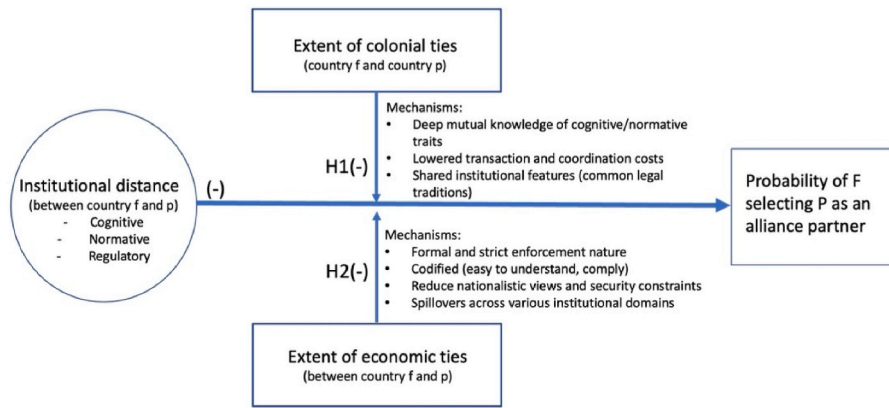 Extent of colonial ties
(country f and country p)
Mechanisms:
• Deep mutual knowledge of cognitive/normative
traits
• Lowered transaction and coordination costs
• Shared institutional features (common legal
traditions)
H1(-)
Institutional distance
(between country f and p)
- Cognitive
- Normative
- Regulatory
(-)
Probability of F
selecting P as an
alliance partner
Mechanisms:
• Formal and strict enforcement nature
• Codified (easy to understand, comply)
• Reduce nationalistic views and security constraints
• Spillovers across various institutional domains
H2(-)
Extent of economic ties
(between country f and p)